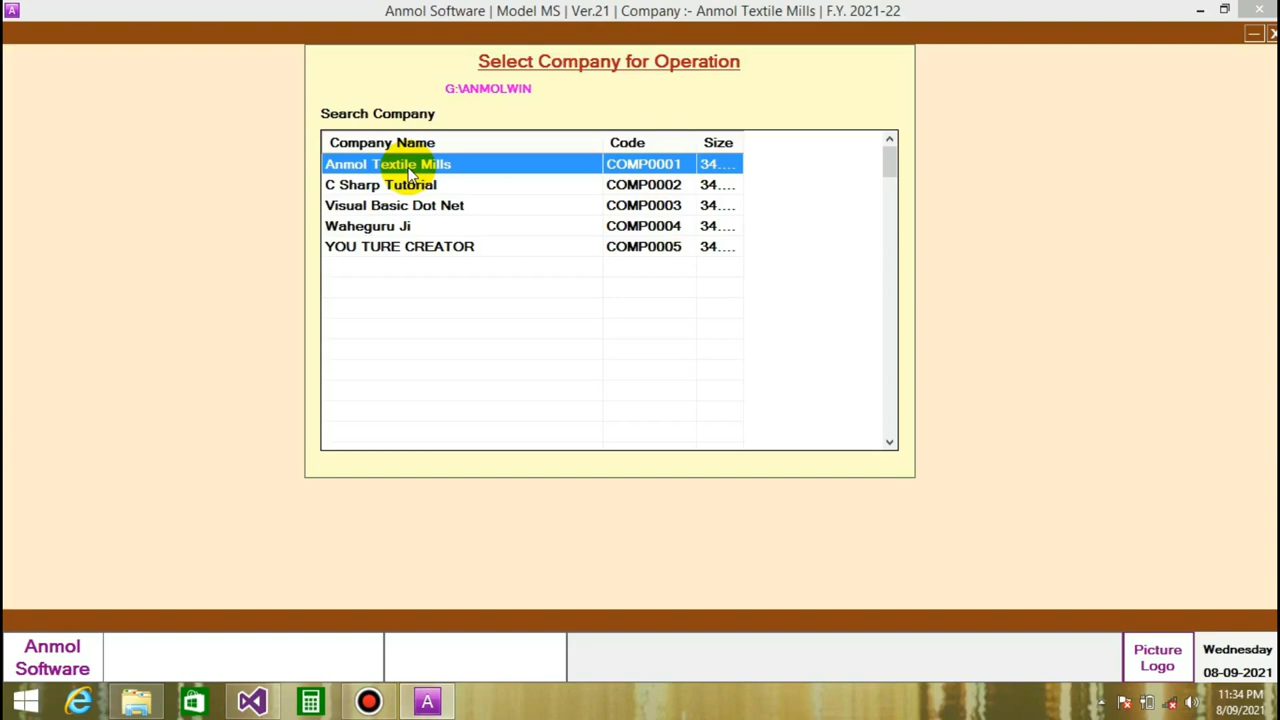 Anmol Software | Model MS | Ver.21 | Company :- Anmol Textile Mills | F.Y. 2021-22
Select Company for Operation
G:\ANMOLWIN
Search Company
Company Name Code Size
Anmol Textile Mills COMP0001 34....
C Sharp Tutorial COMP0002 34....
Visual Basic Dot Net COMP0003 34....
Waheguru Ji COMP0004 34....
YOU TURE CREATOR COMP0005 34....
Anmol
Software
Picture
Logo
Wednesday
08-09-2021
11:34 PM
8/09/2021